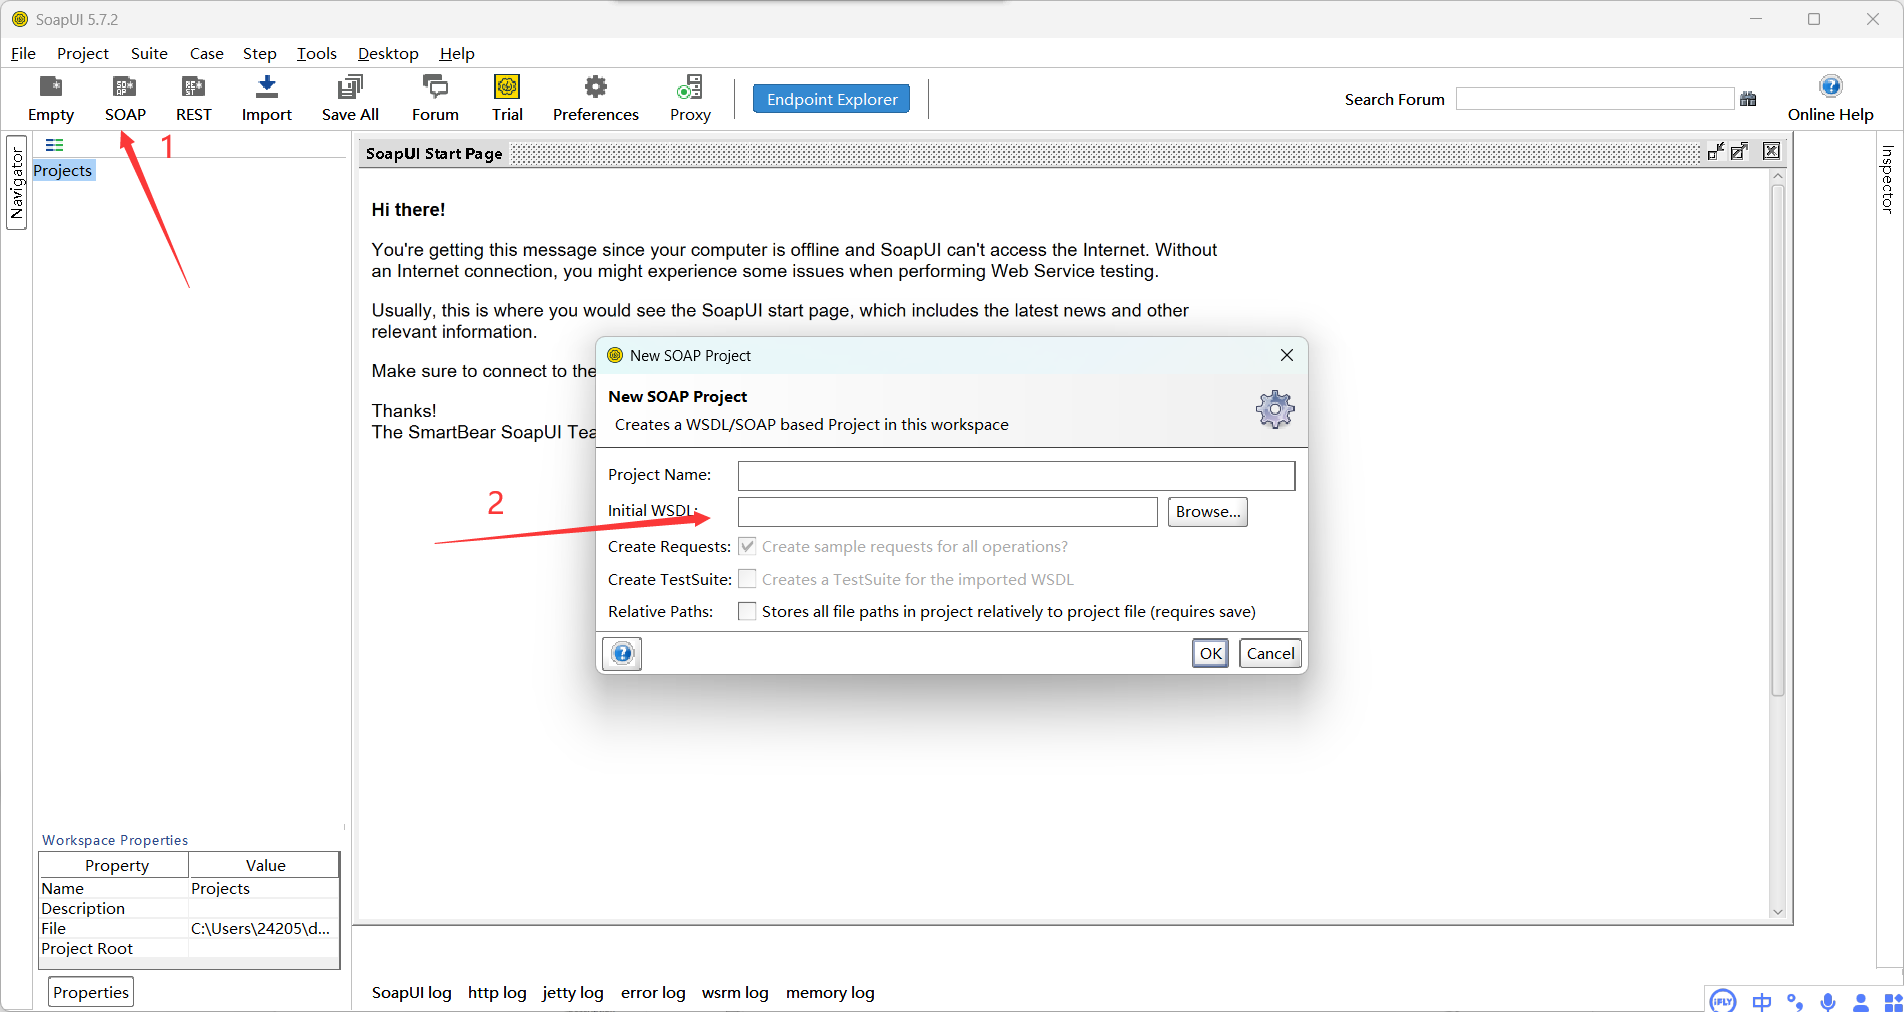 SoapUI 5.7.2
File Project Suite Case Step Tools Desktop Help
Empty SOAP REST Import Save All Forum Trial Preferences Proxy Endpoint Explorer Search Forum Online Help
1
Navigator
Projects
SoapUI Start Page
Inspector
Hi there!
You're getting this message since your computer is offline and SoapUI can't access the Internet. Without
an Internet connection, you might experience some issues when performing Web Service testing.
Usually, this is where you would see the SoapUI start page, which includes the latest news and other
relevant information.
Make sure to connect to the
Thanks!
The SmartBear SoapUI Tea
New SOAP Project
New SOAP Project
Creates a WSDL/SOAP based Project in this workspace
Project Name:
2
Initial WSDL: Browse...
Create Requests: Create sample requests for all operations?
Create TestSuite: Creates a TestSuite for the imported WSDL
Relative Paths: Stores all file paths in project relatively to project file (requires save)
OK Cancel
Workspace Properties
Property Value
Name Projects
Description
File C:\Users\24205\d...
Project Root
Properties
SoapUI log http log jetty log error log wsrm log memory log
iFLY 中